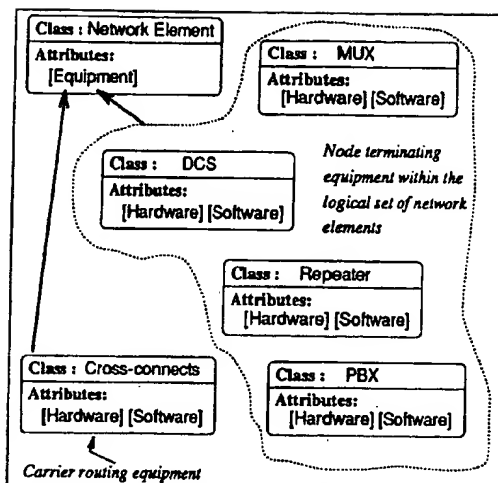 Class : Network Element
Attributes:
[Equipment]
Class : MUX
Attributes:
[Hardware] [Software]
Class : DCS
Attributes:
[Hardware] [Software]
Node terminating
equipment within the
logical set of network
elements
Class : Repeater
Attributes:
[Hardware] [Software]
Class : Cross-connects
Attributes:
[Hardware] [Software]
Class : PBX
Attributes:
[Hardware] [Software]
Carrier routing equipment